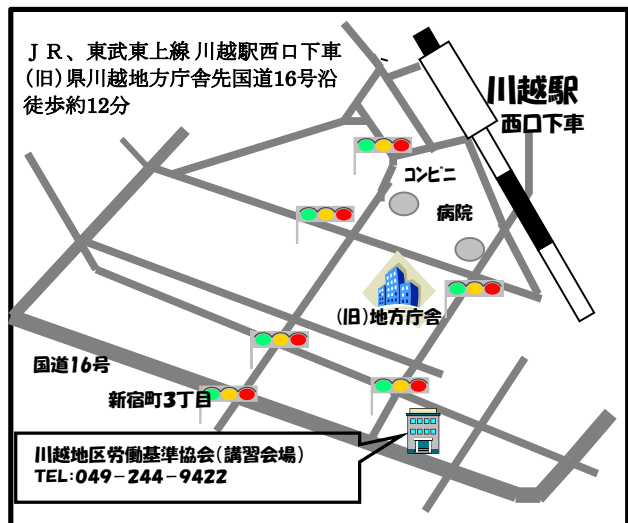 ＪＲ、東武東上線 川越駅西口下車
(旧)県川越地方庁舎先国道16号沿
徒歩約12分
川越駅
西口下車
コンビニ
病院
(旧)地方庁舎
国道16号
新宿町3丁目
川越地区労働基準協会(講習会場)
TEL:049－244－9422